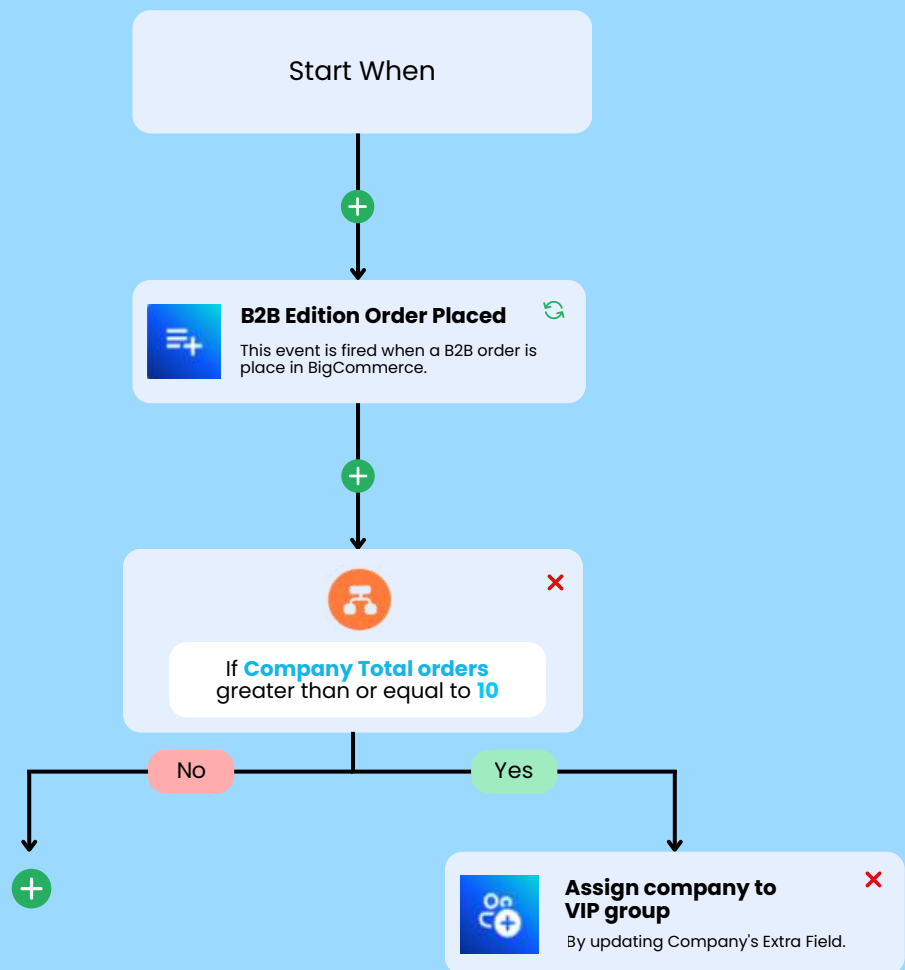 Start When
B2B Edition Order Placed
This event is fired when a B2B order is
place in BigCommerce.
If Company Total orders
greater than or equal to 10
No
Yes
Assign company to
VIP group
By updating Company's Extra Field.